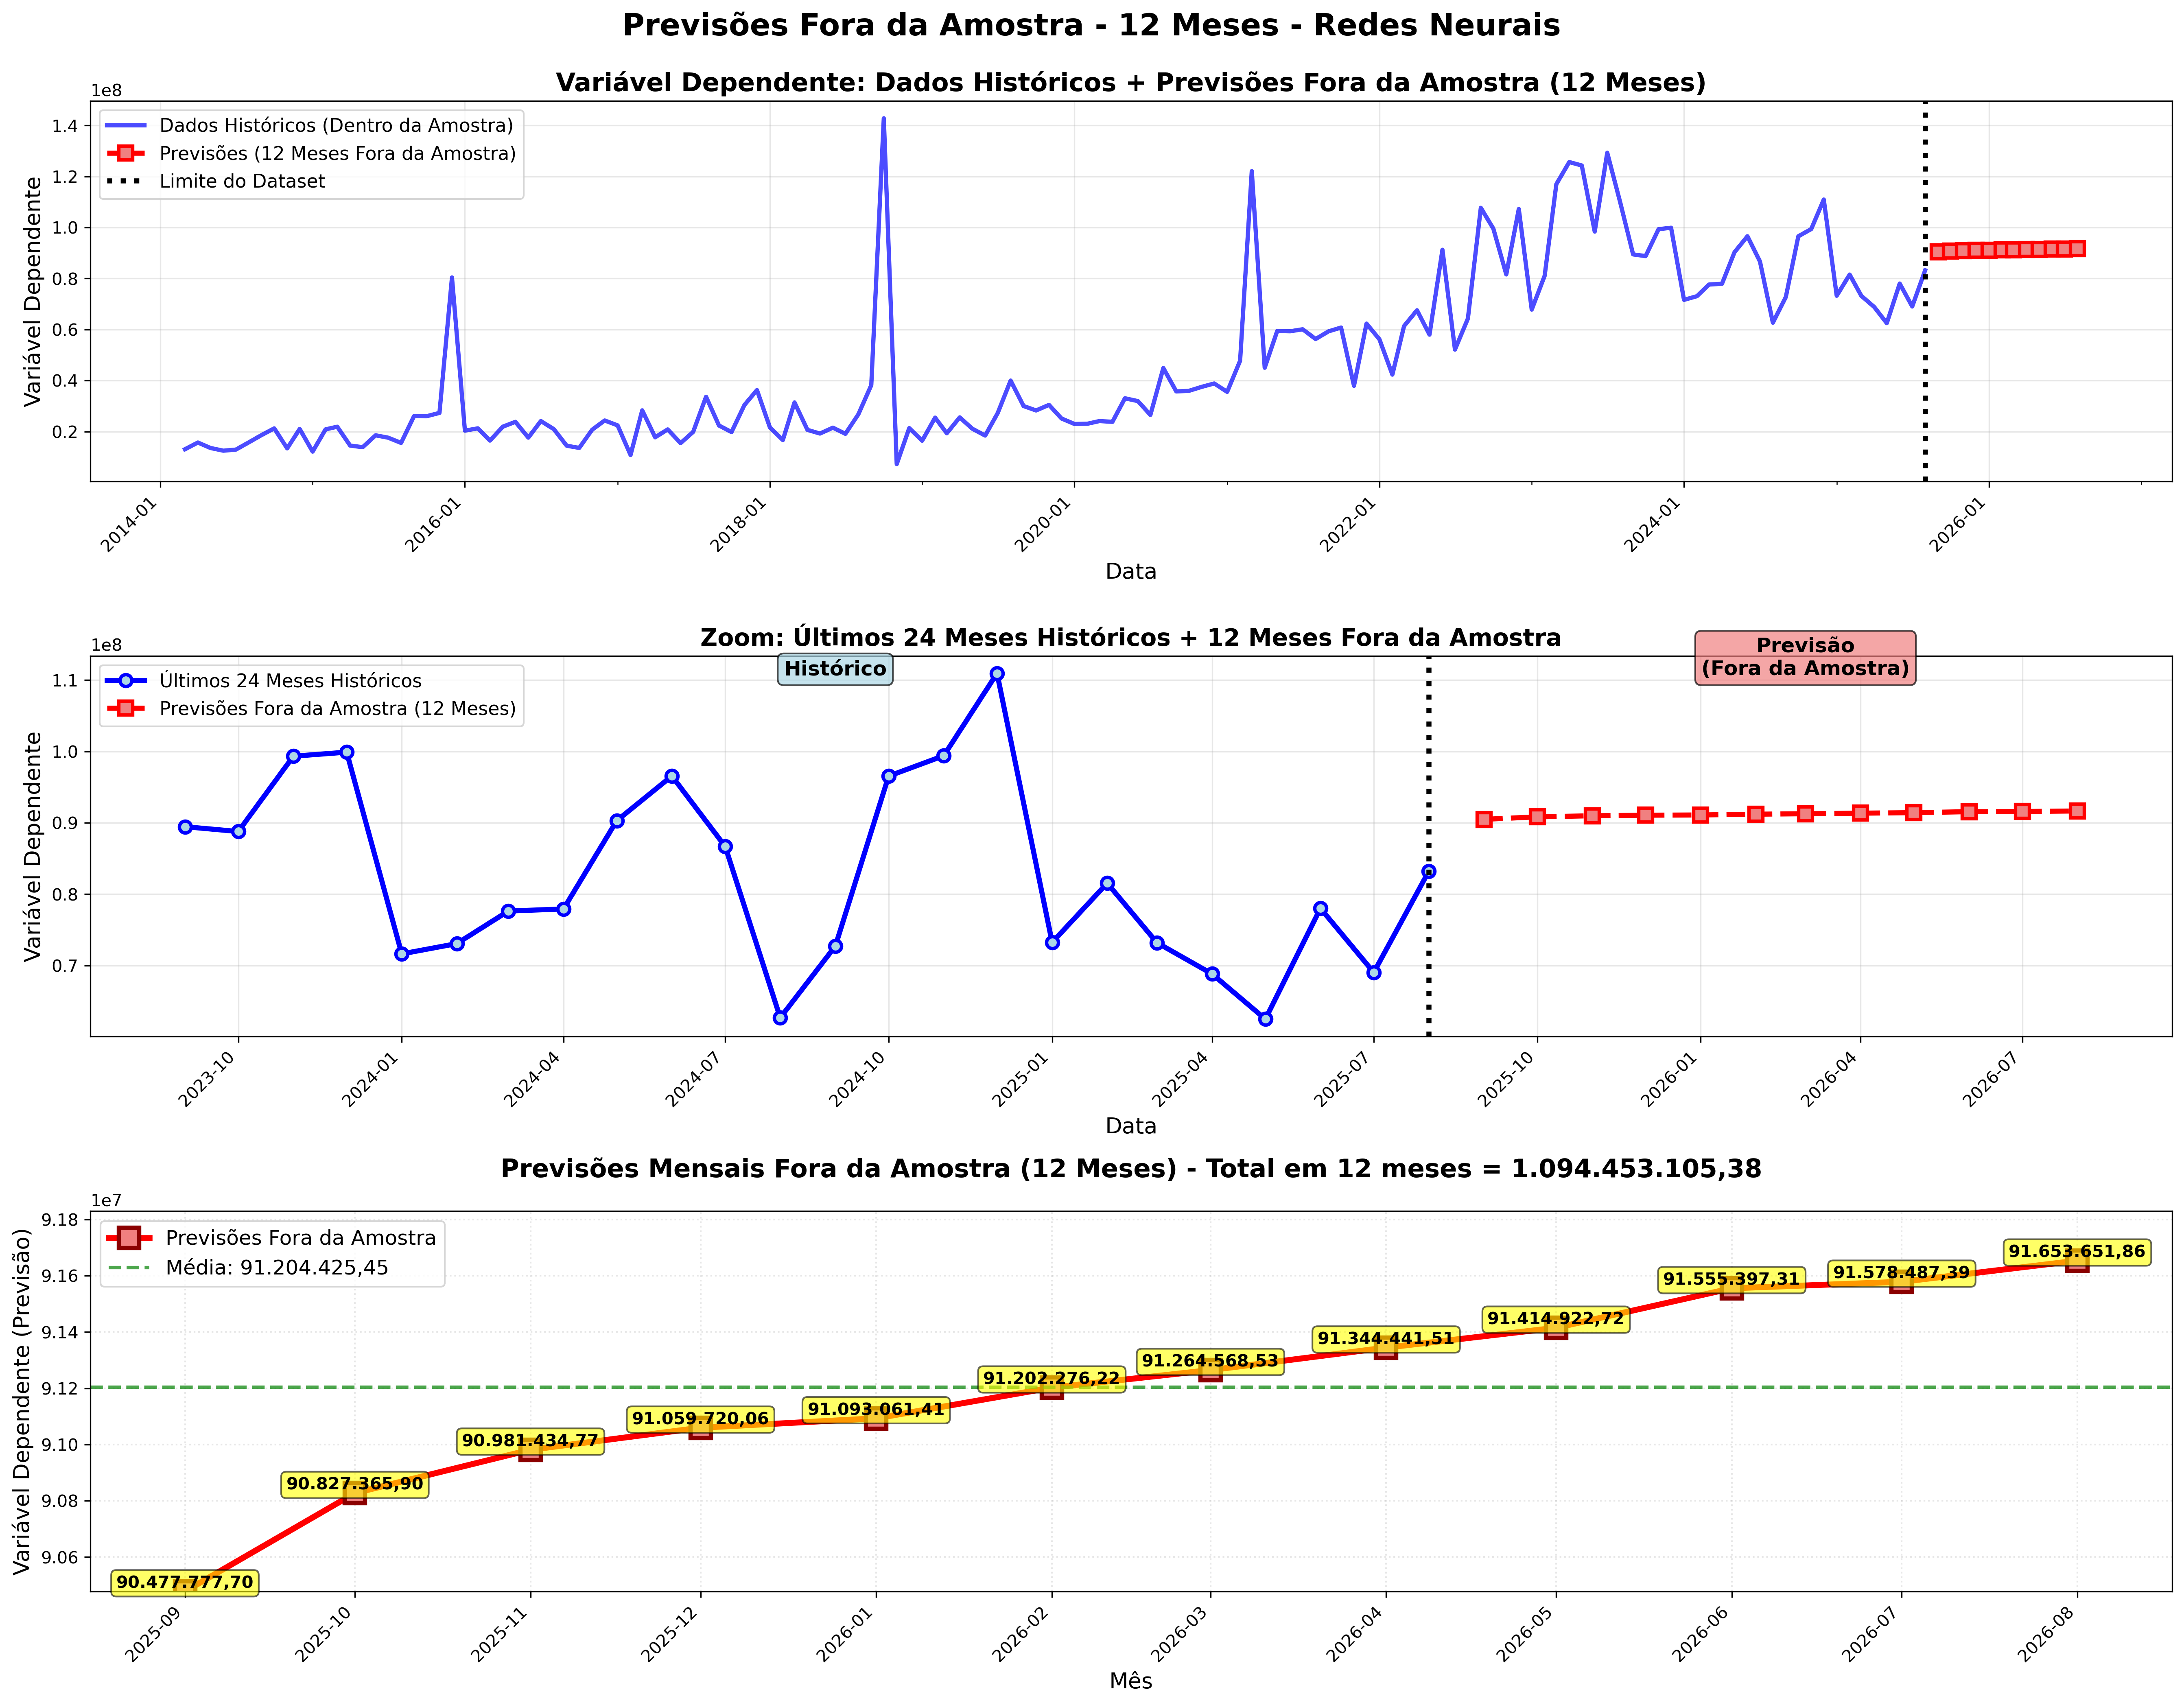 Previsões Fora da Amostra - 12 Meses - Redes Neurais
Variável Dependente: Dados Históricos + Previsões Fora da Amostra (12 Meses)
1e8
Dados Históricos (Dentro da Amostra)
Previsões (12 Meses Fora da Amostra)
Limite do Dataset
Variável Dependente
1.4
1.2
1.0
0.8
0.6
0.4
0.2
2014-01
2016-01
2018-01
2020-01
2022-01
2024-01
2026-01
Data
Zoom: Últimos 24 Meses Históricos + 12 Meses Fora da Amostra
1e8
Últimos 24 Meses Históricos
Previsões Fora da Amostra (12 Meses)
Histórico
Previsão
(Fora da Amostra)
Variável Dependente
1.1
1.0
0.9
0.8
0.7
2023-10
2024-01
2024-04
2024-07
2024-10
2025-01
2025-04
2025-07
2025-10
2026-01
2026-04
2026-07
Data
Previsões Mensais Fora da Amostra (12 Meses) - Total em 12 meses = 1.094.453.105,38
1e7
Previsões Fora da Amostra
Média: 91.204.425,45
Variável Dependente (Previsão)
9.18
9.16
9.14
9.12
9.10
9.08
9.06
90.477.777,70
90.827.365,90
90.981.434,77
91.059.720,06
91.093.061,41
91.202.276,22
91.264.568,53
91.344.441,51
91.414.922,72
91.555.397,31
91.578.487,39
91.653.651,86
2025-09
2025-10
2025-11
2025-12
2026-01
2026-02
2026-03
2026-04
2026-05
2026-06
2026-07
2026-08
Mês